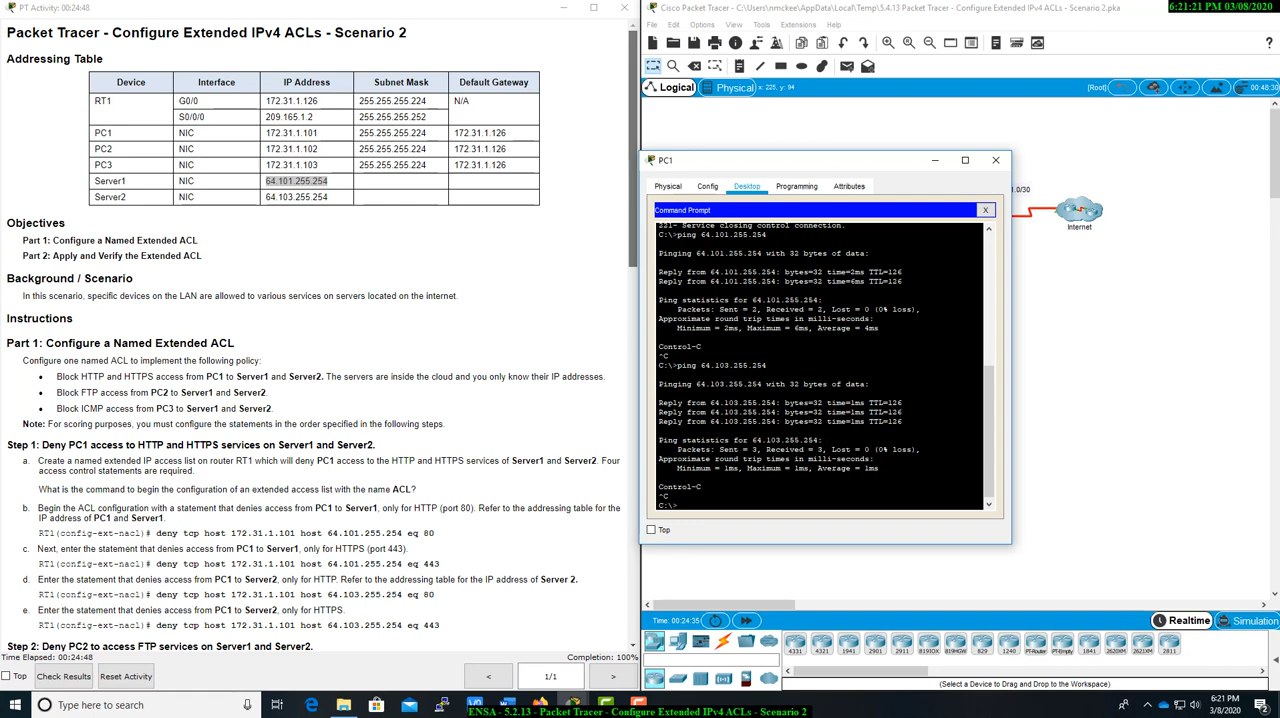 PT Activity: 00:24:48
Packet Tracer - Configure Extended IPv4 ACLs - Scenario 2
Addressing Table
Device Interface IP Address Subnet Mask Default Gateway
RT1 G0/0 172.31.1.126 255.255.255.224 N/A
S0/0/0 209.165.1.2 255.255.255.252
PC1 NIC 172.31.1.101 255.255.255.224 172.31.1.126
PC2 NIC 172.31.1.102 255.255.255.224 172.31.1.126
PC3 NIC 172.31.1.103 255.255.255.224 172.31.1.126
Server1 NIC 64.101.255.254
Server2 NIC 64.103.255.254
Objectives
Part 1: Configure a Named Extended ACL
Part 2: Apply and Verify the Extended ACL
Background / Scenario
In this scenario, specific devices on the LAN are allowed to various services on servers located on the internet.
Instructions
Part 1: Configure a Named Extended ACL
Configure one named ACL to implement the following policy:
• Block HTTP and HTTPS access from PC1 to Server1 and Server2. The servers are inside the cloud and you only know their IP addresses.
• Block FTP access from PC2 to Server1 and Server2.
• Block ICMP access from PC3 to Server1 and Server2.
Note: For scoring purposes, you must configure the statements in the order specified in the following steps.
Step 1: Deny PC1 access to HTTP and HTTPS services on Server1 and Server2.
a. Create a named extended IP access list on router RT1 which will deny PC1 access to the HTTP and HTTPS services of Server1 and Server2. Four
access control statements are required.
What is the command to begin the configuration of an extended access list with the name ACL?
b. Begin the ACL configuration with a statement that denies access from PC1 to Server1, only for HTTP (port 80). Refer to the addressing table for the
IP address of PC1 and Server1.
RT1(config-ext-nacl)# deny tcp host 172.31.1.101 host 64.101.255.254 eq 80
c. Next, enter the statement that denies access from PC1 to Server1, only for HTTPS (port 443).
RT1(config-ext-nacl)# deny tcp host 172.31.1.101 host 64.101.255.254 eq 443
d. Enter the statement that denies access from PC1 to Server2, only for HTTP. Refer to the addressing table for the IP address of Server 2.
RT1(config-ext-nacl)# deny tcp host 172.31.1.101 host 64.103.255.254 eq 80
e. Enter the statement that denies access from PC1 to Server2, only for HTTPS.
RT1(config-ext-nacl)# deny tcp host 172.31.1.101 host 64.103.255.254 eq 443
Step 2: Deny PC2 to access FTP services on Server1 and Server2.
Time Elapsed: 00:24:48 Completion: 100%
Top Check Results Reset Activity < 1/1 >
Cisco Packet Tracer - C:\Users\nmckee\AppData\Local\Temp\5.4.13 Packet Tracer - Configure Extended IPv4 ACLs - Scenario 2.pka
6:21:21 PM 03/08/2020
File Edit Options View Tools Extensions Help
?
Logical Physical x: 225, y: 94 [Root] 00:48:30
PC1
Physical Config Desktop Programming Attributes
Command Prompt X
221- Service closing control connection.
C:\>ping 64.101.255.254
Pinging 64.101.255.254 with 32 bytes of data:
Reply from 64.101.255.254: bytes=32 time=2ms TTL=126
Reply from 64.101.255.254: bytes=32 time=6ms TTL=126
Ping statistics for 64.101.255.254:
Packets: Sent = 2, Received = 2, Lost = 0 (0% loss),
Approximate round trip times in milli-seconds:
Minimum = 2ms, Maximum = 6ms, Average = 4ms
Control-C
^C
C:\>ping 64.103.255.254
Pinging 64.103.255.254 with 32 bytes of data:
Reply from 64.103.255.254: bytes=32 time=1ms TTL=126
Reply from 64.103.255.254: bytes=32 time=1ms TTL=126
Reply from 64.103.255.254: bytes=32 time=1ms TTL=126
Ping statistics for 64.103.255.254:
Packets: Sent = 3, Received = 3, Lost = 0 (0% loss),
Approximate round trip times in milli-seconds:
Minimum = 1ms, Maximum = 1ms, Average = 1ms
Control-C
^C
C:\>
Top
.0/30
Internet
Time: 00:24:35 Realtime Simulation
4331 4321 1941 2901 2911 819IOX 819HGW 829 1240 PT-Router PT-Empty 1841 2620XM 2621XM 2811
(Select a Device to Drag and Drop to the Workspace)
Type here to search
ENSA - 5.2.13 - Packet Tracer - Configure Extended IPv4 ACLs - Scenario 2
6:21 PM
3/8/2020